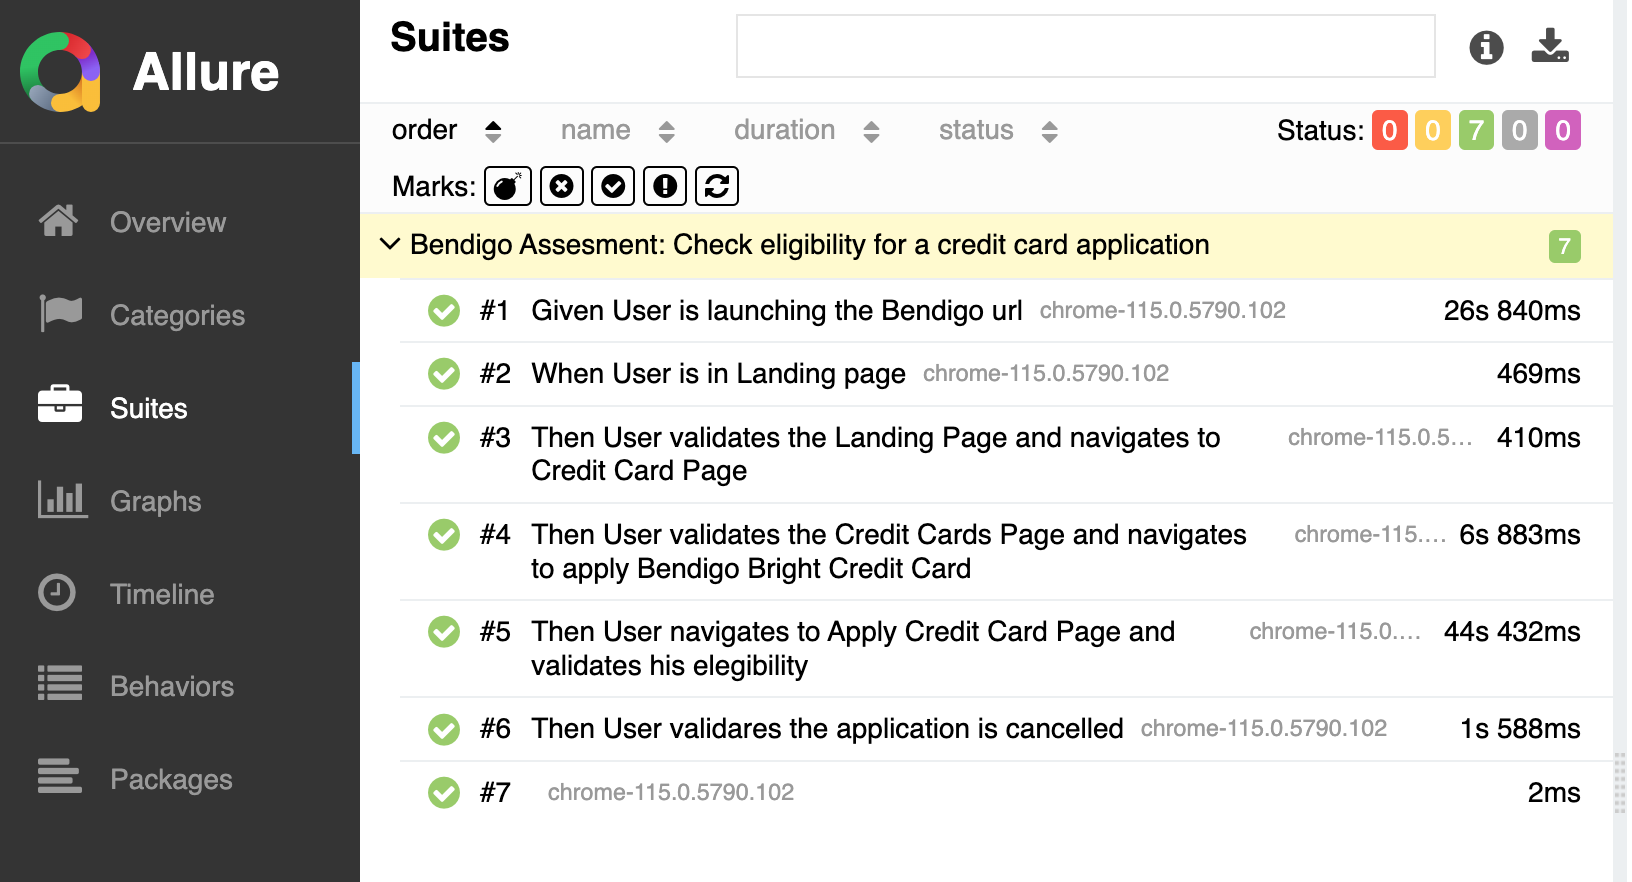 Allure
Overview
Categories
Suites
Graphs
Timeline
Behaviors
Packages
Suites
order name duration status Status: 0 0 7 0 0
Marks:
Bendigo Assesment: Check eligibility for a credit card application 7
#1 Given User is launching the Bendigo url chrome-115.0.5790.102 26s 840ms
#2 When User is in Landing page chrome-115.0.5790.102 469ms
#3 Then User validates the Landing Page and navigates to chrome-115.0.5... 410ms
Credit Card Page
#4 Then User validates the Credit Cards Page and navigates chrome-115.... 6s 883ms
to apply Bendigo Bright Credit Card
#5 Then User navigates to Apply Credit Card Page and chrome-115.0.... 44s 432ms
validates his elegibility
#6 Then User validares the application is cancelled chrome-115.0.5790.102 1s 588ms
#7 chrome-115.0.5790.102 2ms